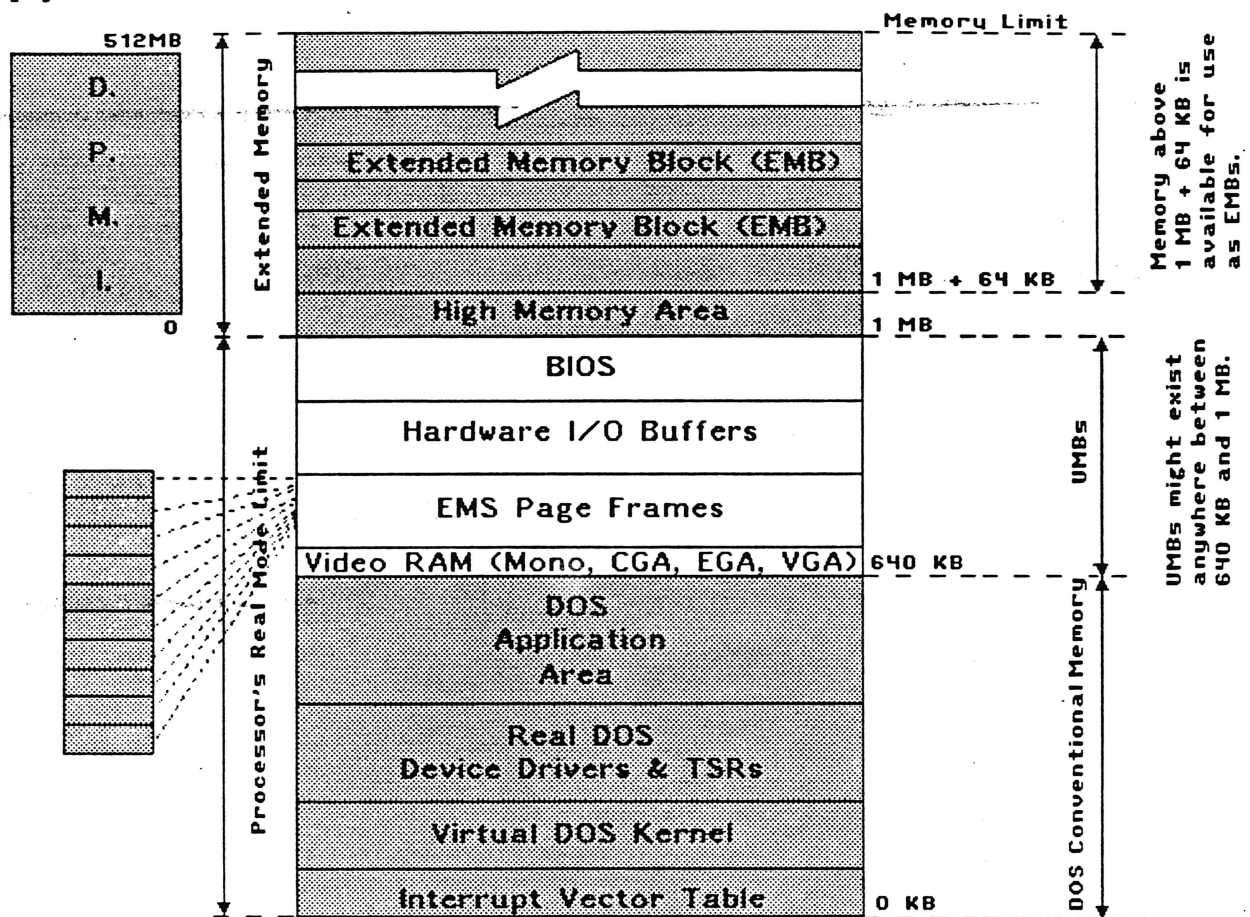 Memory Limit
512MB
D.
P.
M.
I.
0
Extended Memory
Extended Memory Block (EMB)
Extended Memory Block (EMB)
1 MB + 64 KB
High Memory Area
1 MB
Memory above
1 MB + 64 KB is
available for use
as EMBs.
Processor's Real Mode Limit
BIOS
Hardware I/O Buffers
EMS Page Frames
Video RAM (Mono, CGA, EGA, VGA)
640 KB
DOS
Application
Area
Real DOS
Device Drivers & TSRs
Virtual DOS Kernel
Interrupt Vector Table
0 KB
UMBs
UMBs might exist
anywhere between
640 KB and 1 MB.
DOS Conventional Memory